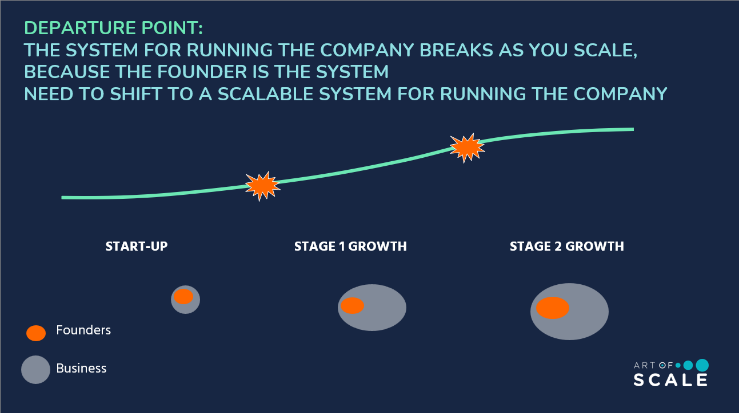 DEPARTURE POINT:
THE SYSTEM FOR RUNNING THE COMPANY BREAKS AS YOU SCALE,
BECAUSE THE FOUNDER IS THE SYSTEM
NEED TO SHIFT TO A SCALABLE SYSTEM FOR RUNNING THE COMPANY
START-UP
STAGE 1 GROWTH
STAGE 2 GROWTH
Founders
Business
ART OF
SCALE